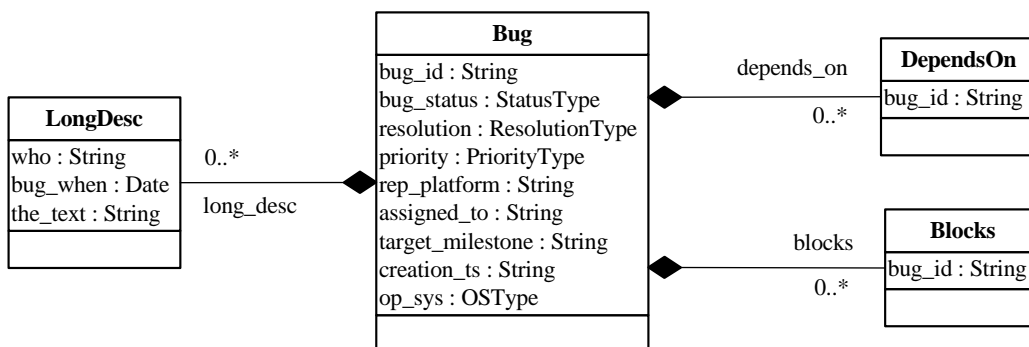 LongDesc
who : String
bug_when : Date
the_text : String
0..*
long_desc
Bug
bug_id : String
bug_status : StatusType
resolution : ResolutionType
priority : PriorityType
rep_platform : String
assigned_to : String
target_milestone : String
creation_ts : String
op_sys : OSType
depends_on
0..*
DependsOn
bug_id : String
blocks
0..*
Blocks
bug_id : String